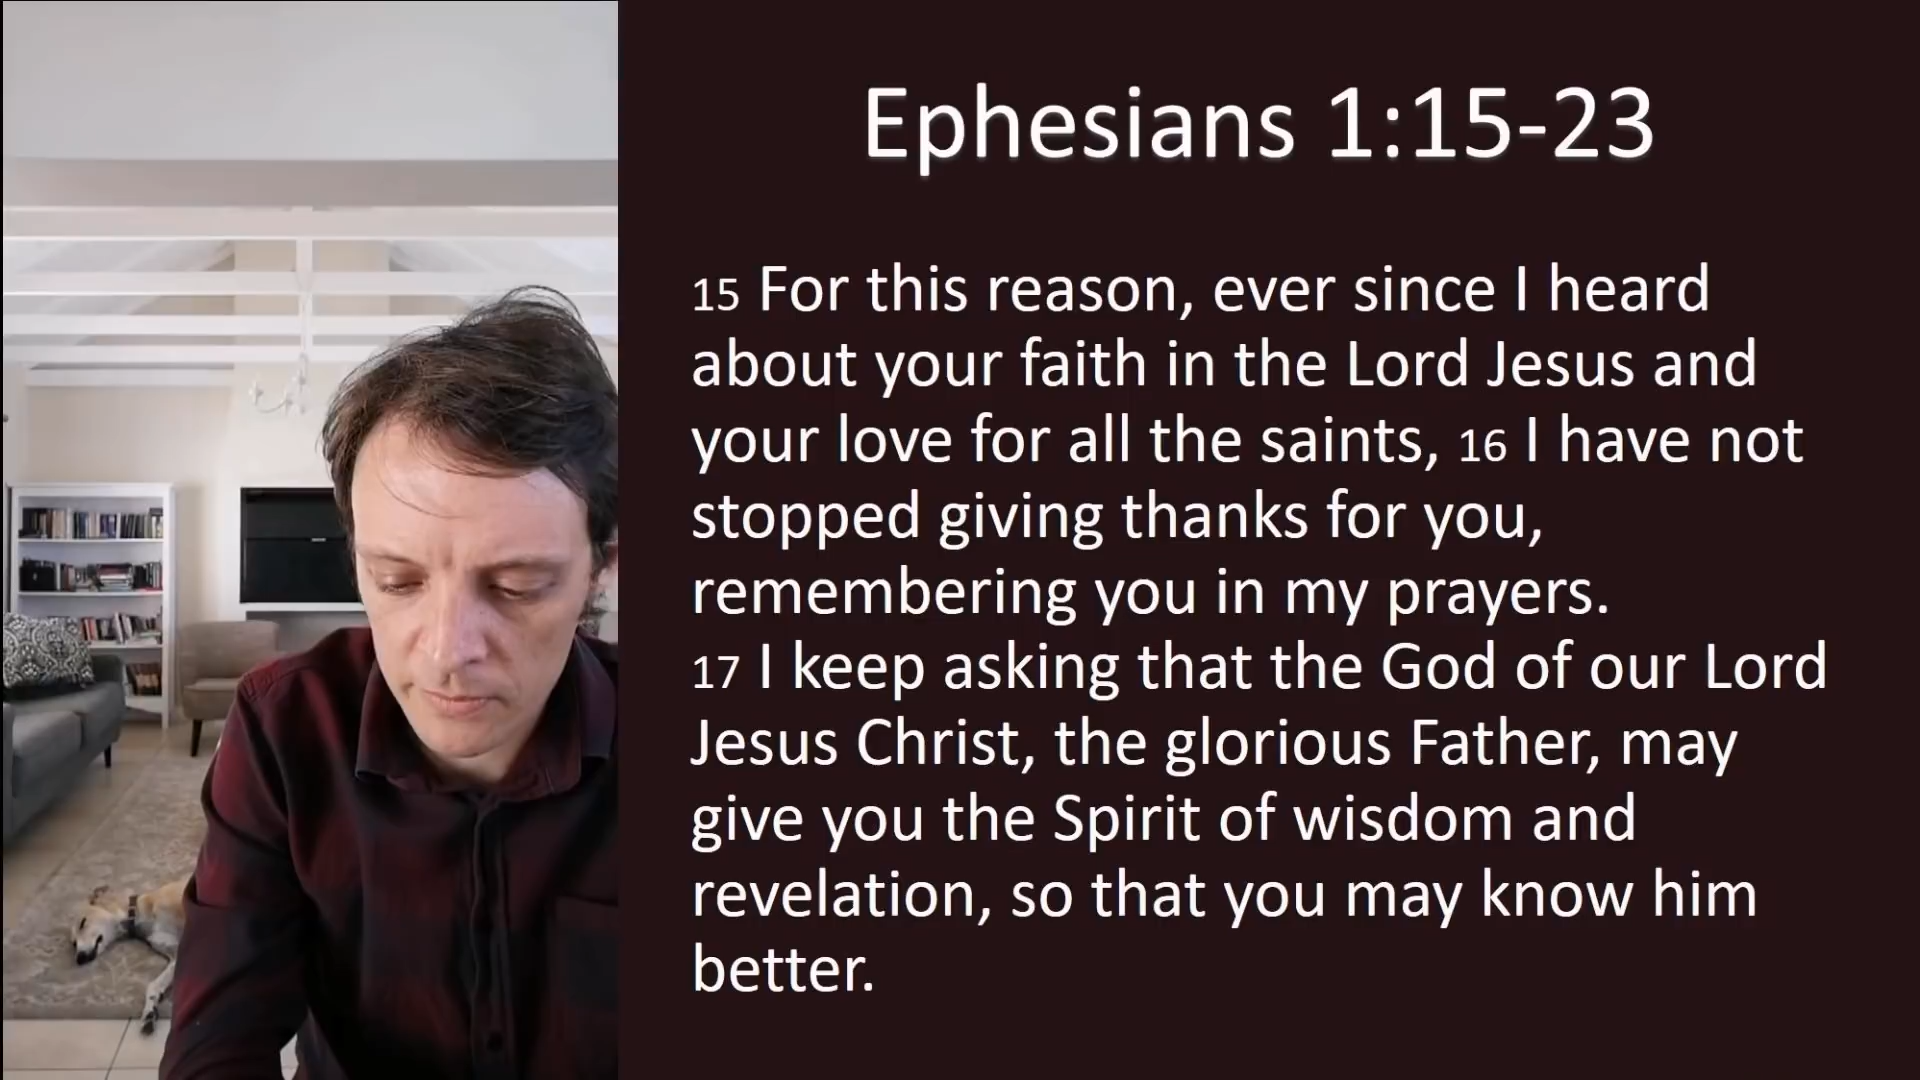 Ephesians 1:15-23
15 For this reason, ever since I heard
about your faith in the Lord Jesus and
your love for all the saints, 16 I have not
stopped giving thanks for you,
remembering you in my prayers.
17 I keep asking that the God of our Lord
Jesus Christ, the glorious Father, may
give you the Spirit of wisdom and
revelation, so that you may know him
better.